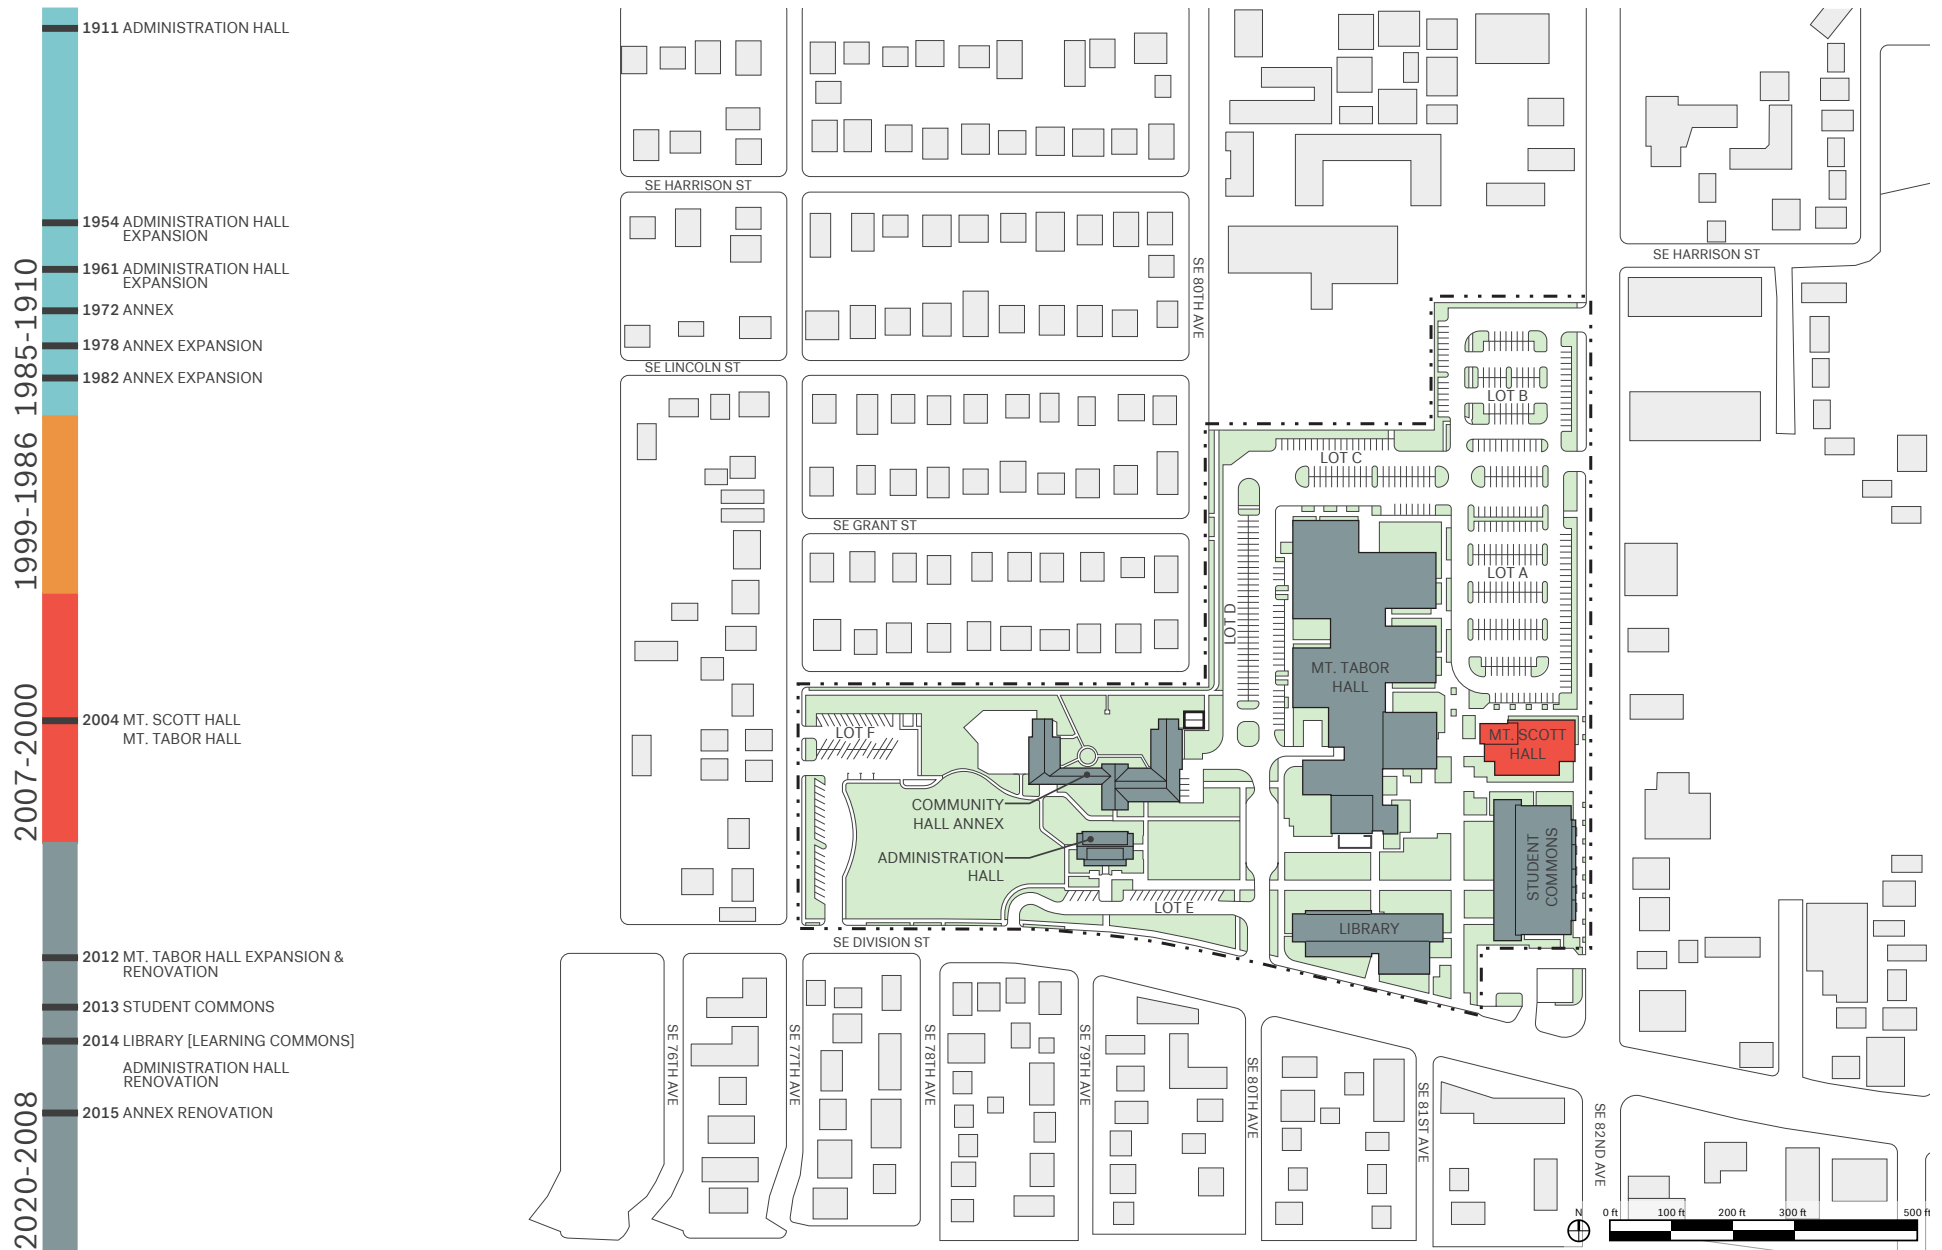 1911 ADMINISTRATION HALL
1954 ADMINISTRATION HALL
EXPANSION
1961 ADMINISTRATION HALL
EXPANSION
1972 ANNEX
1978 ANNEX EXPANSION
1982 ANNEX EXPANSION
2004 MT. SCOTT HALL
MT. TABOR HALL
2012 MT. TABOR HALL EXPANSION &
RENOVATION
2013 STUDENT COMMONS
2014 LIBRARY [LEARNING COMMONS]
ADMINISTRATION HALL
RENOVATION
2015 ANNEX RENOVATION
1985-1910
1999-1986
2007-2000
2020-2008
SE HARRISON ST
SE HARRISON ST
SE 80TH AVE
SE LINCOLN ST
SE GRANT ST
LOT B
LOT C
LOT A
LOT D
MT. TABOR
HALL
MT. SCOTT
HALL
LOT F
COMMUNITY
HALL ANNEX
ADMINISTRATION
HALL
STUDENT
COMMONS
LOT E
LIBRARY
SE DIVISION ST
SE 76TH AVE
SE 77TH AVE
SE 78TH AVE
SE 79TH AVE
SE 80TH AVE
SE 81ST AVE
SE 82ND AVE
N
0 ft 100 ft 200 ft 300 ft 500 ft